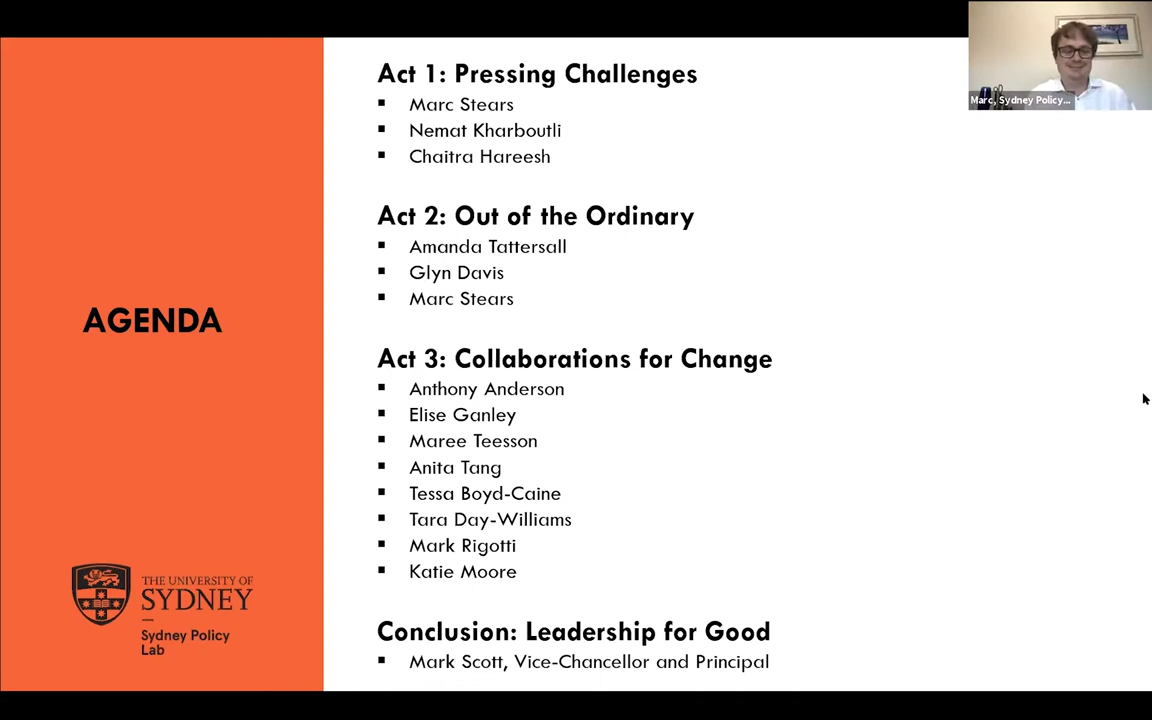 AGENDA
THE UNIVERSITY OF
SYDNEY
Sydney Policy
Lab
Act 1: Pressing Challenges
Marc Stears
Nemat Kharboutli
Chaitra Hareesh
Act 2: Out of the Ordinary
Amanda Tattersall
Glyn Davis
Marc Stears
Act 3: Collaborations for Change
Anthony Anderson
Elise Ganley
Maree Teesson
Anita Tang
Tessa Boyd-Caine
Tara Day-Williams
Mark Rigotti
Katie Moore
Conclusion: Leadership for Good
Mark Scott, Vice-Chancellor and Principal
Marc, Sydney Policy...